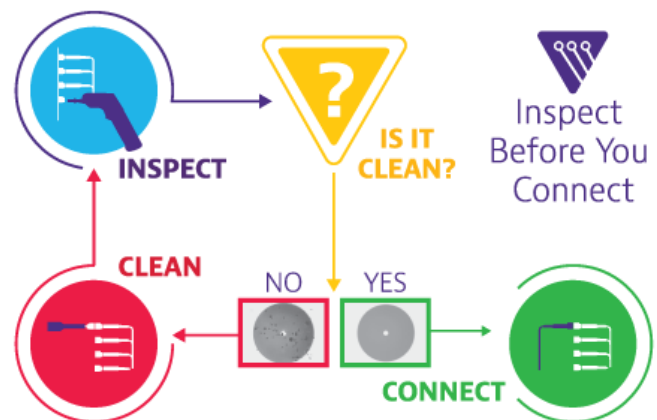 INSPECT
?
IS IT
CLEAN?
Inspect
Before You
Connect
CLEAN
NO
YES
CONNECT